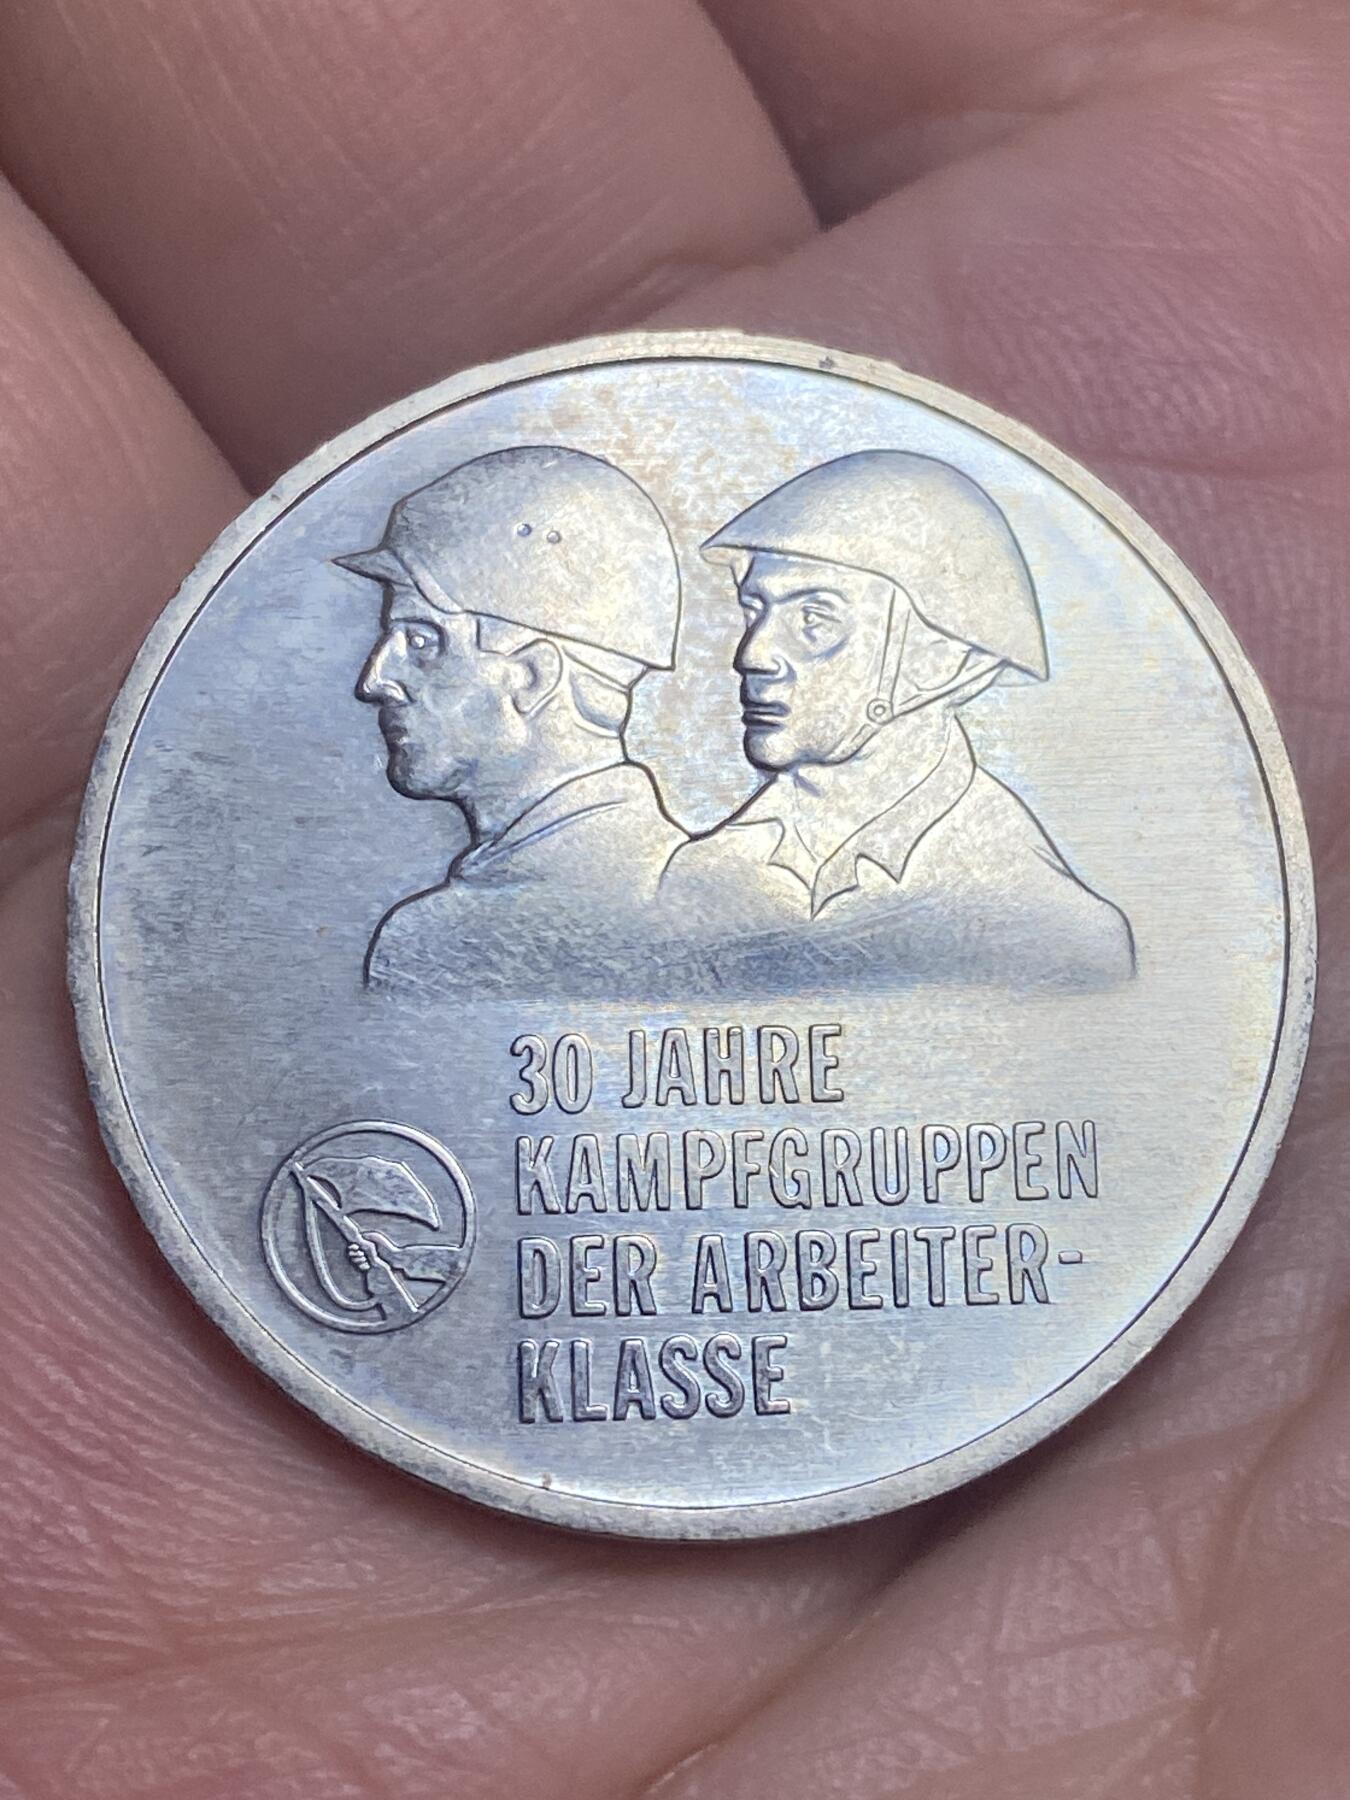 30 JAHRE
KAMPFGRUPPEN
DER ARBEITER-
KLASSE